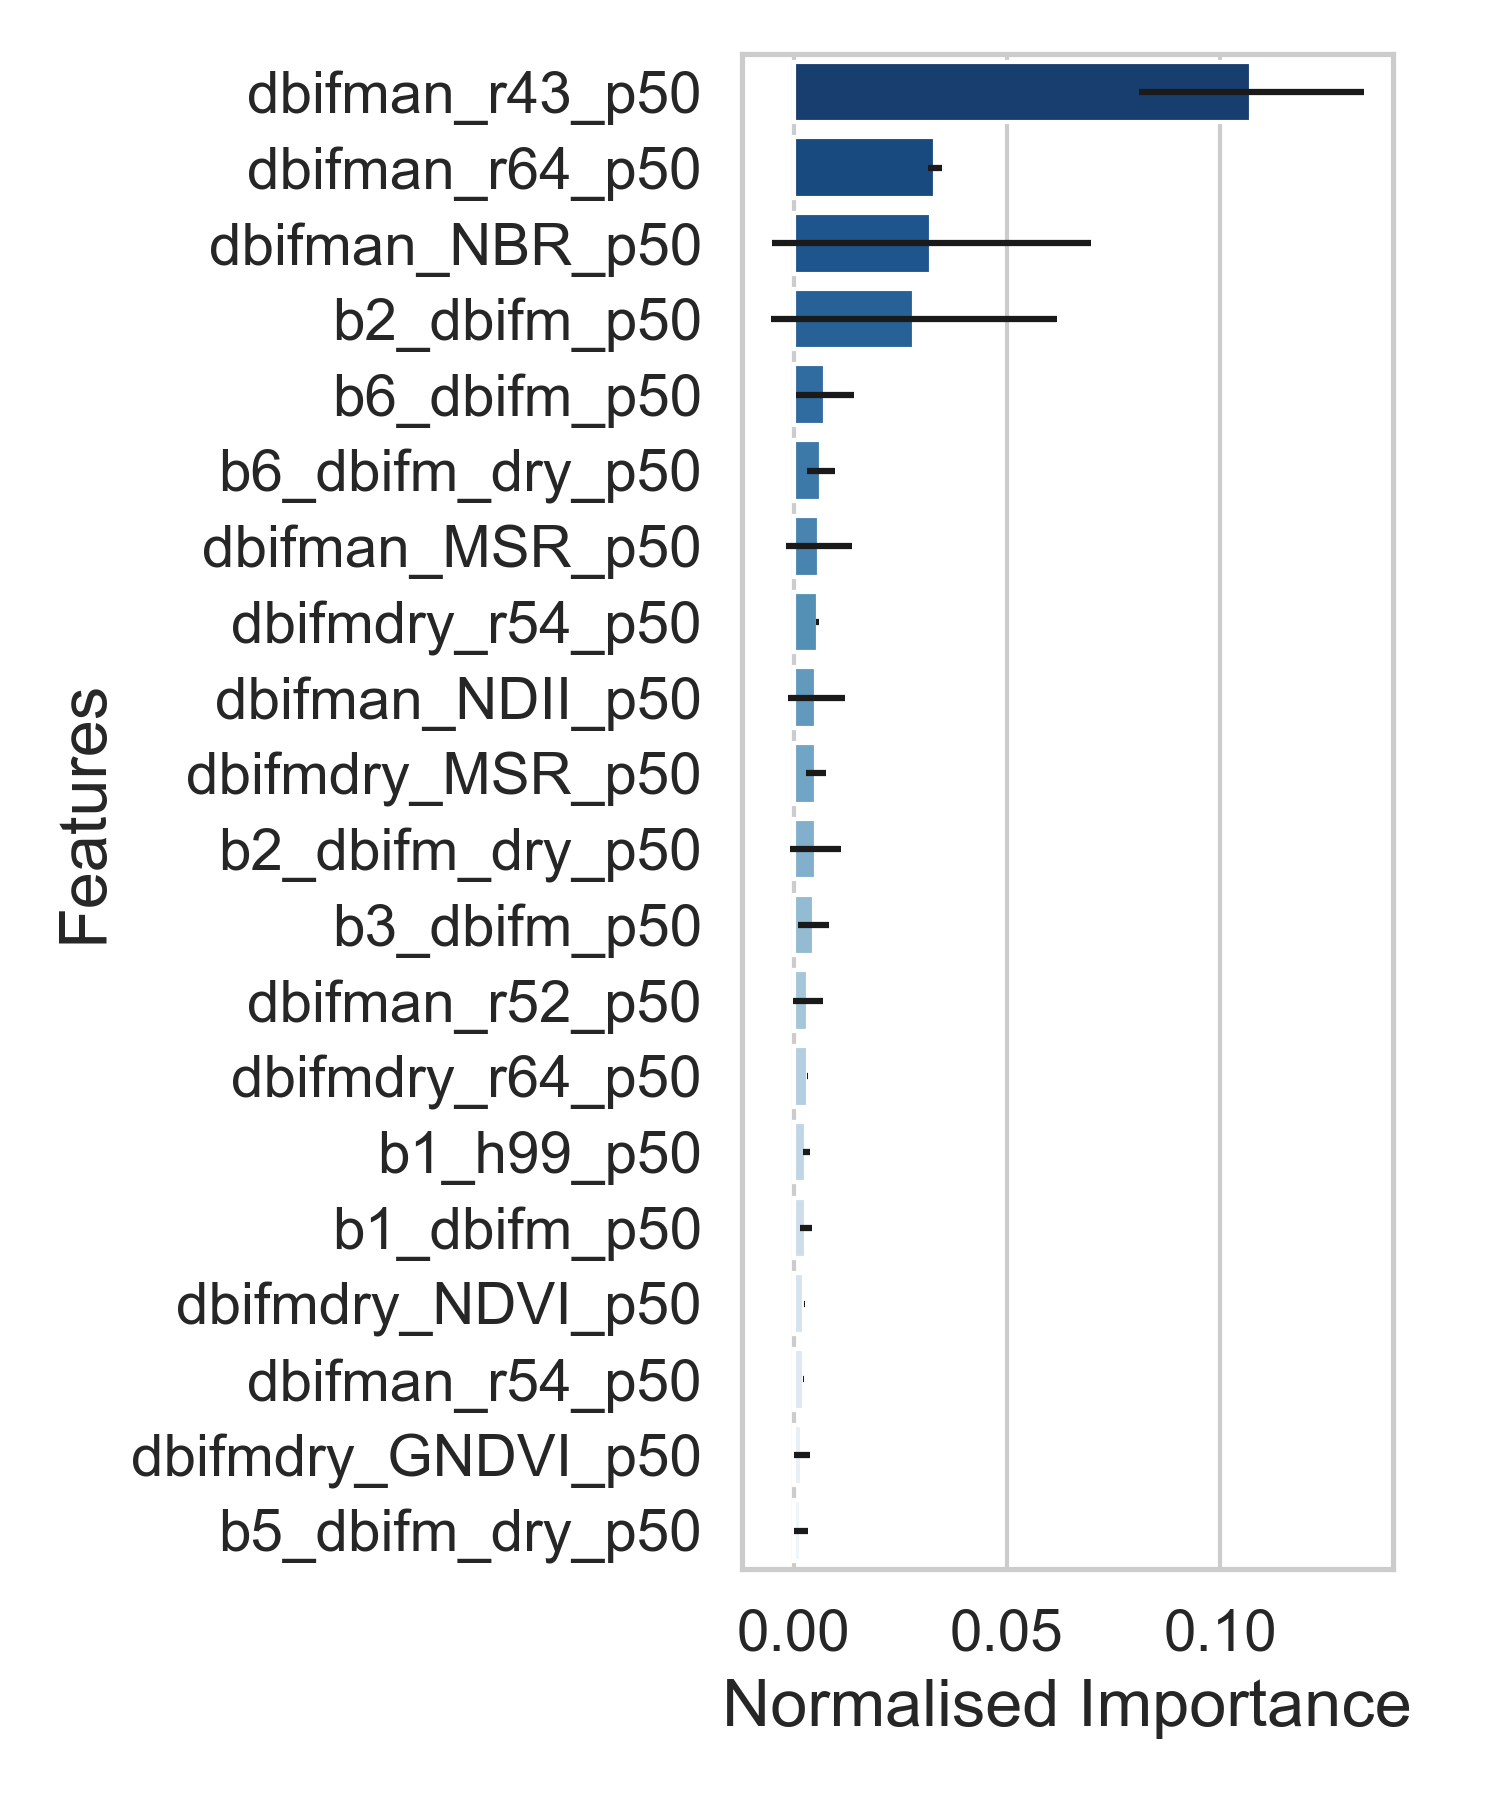 dbifman_r43_p50
dbifman_r64_p50
dbifman_NBR_p50
b2_dbifm_p50
b6_dbifm_p50
b6_dbifm_dry_p50
dbifman_MSR_p50
dbifmdry_r54_p50
dbifman_NDII_p50
dbifmdry_MSR_p50
b2_dbifm_dry_p50
b3_dbifm_p50
dbifman_r52_p50
dbifmdry_r64_p50
b1_h99_p50
b1_dbifm_p50
dbifmdry_NDVI_p50
dbifman_r54_p50
dbifmdry_GNDVI_p50
b5_dbifm_dry_p50
Features
0.00 0.05 0.10
Normalised Importance